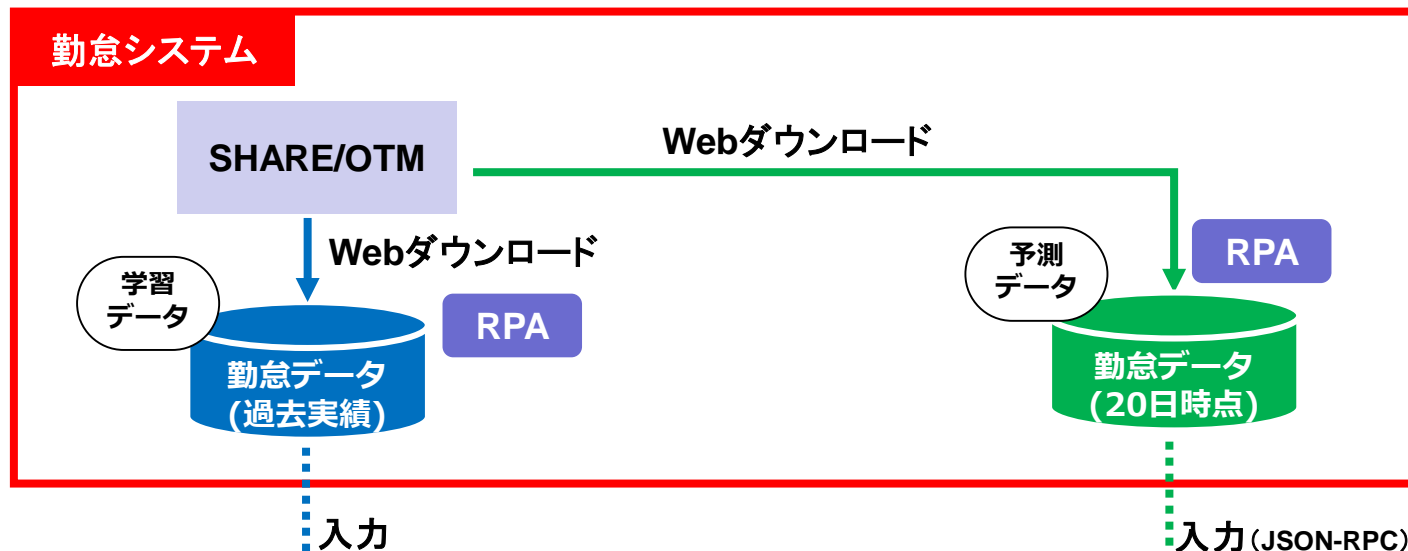 勤怠システム
SHARE/OTM
Webダウンロード
Webダウンロード
学習
データ
RPA
勤怠データ
(過去実績)
予測
データ
RPA
勤怠データ
(20日時点)
入力
入力(JSON-RPC)